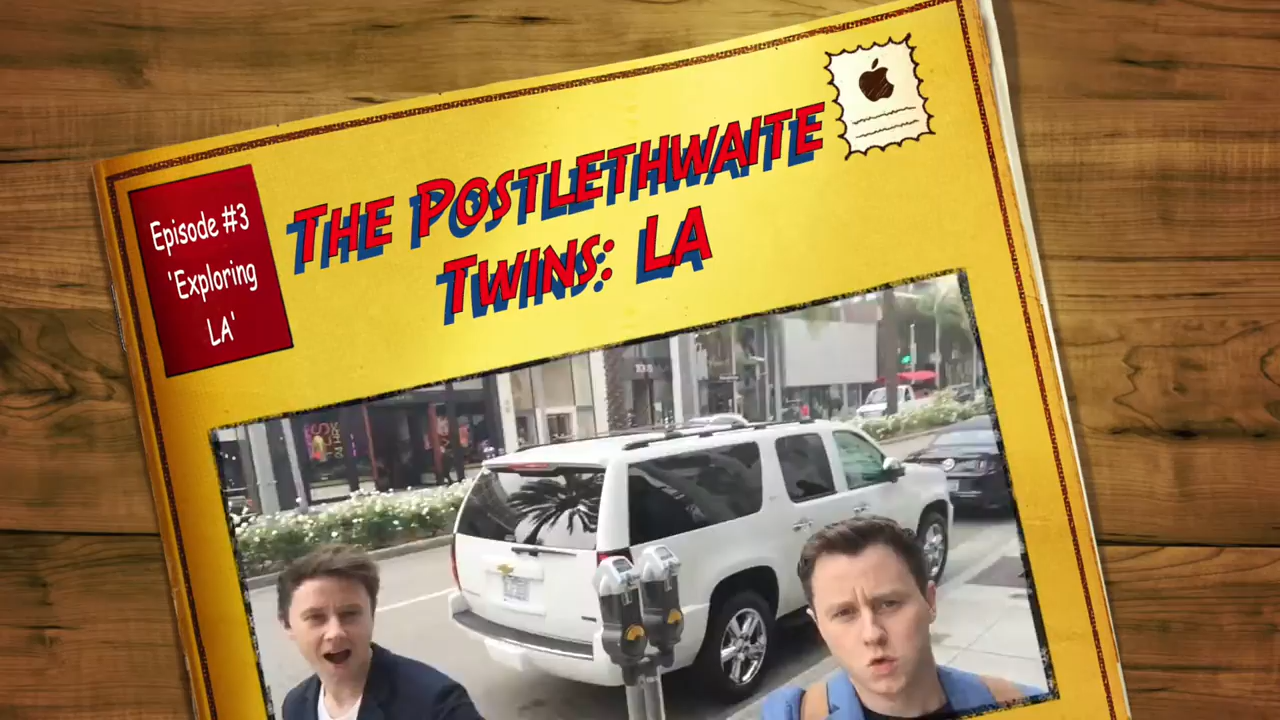 Episode #3
'Exploring
LA'
THE POSTLETHWAITE
TWINS: LA